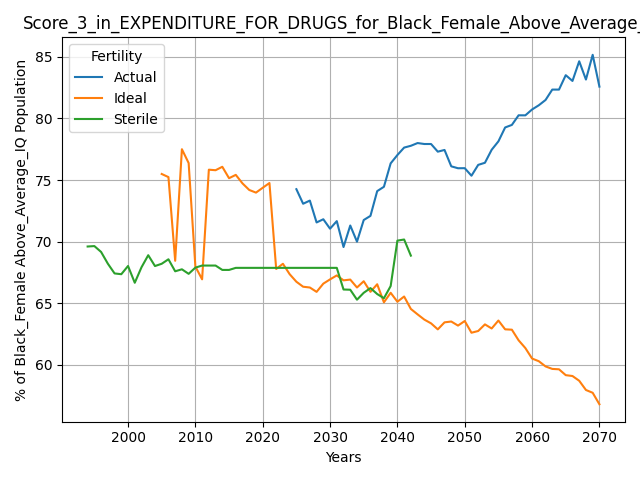 Score_3_in_EXPENDITURE_FOR_DRUGS_for_Black_Female_Above_Average_
Fertility
Actual
Ideal
Sterile
% of Black_Female Above_Average_IQ Population
85
80
75
70
65
60
2000
2010
2020
2030
2040
2050
2060
2070
Years